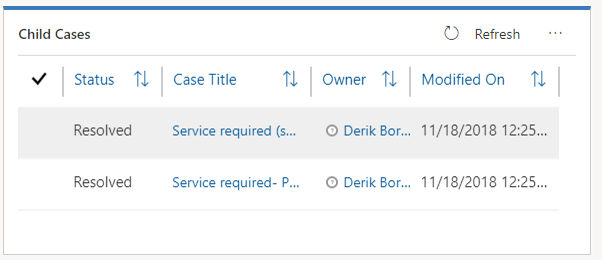 Child Cases Refresh ...
Status Case Title Owner Modified On
Resolved Service required (s... Derik Bor... 11/18/2018 12:25...
Resolved Service required- P... Derik Bor... 11/18/2018 12:25...